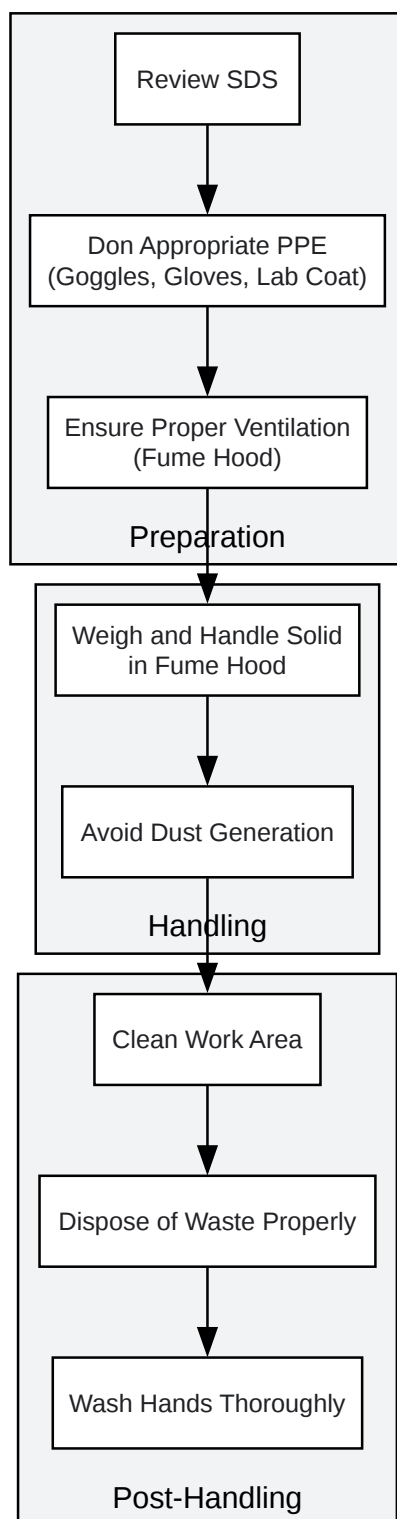 Review SDS
Don Appropriate PPE
(Goggles, Gloves, Lab Coat)
Ensure Proper Ventilation
(Fume Hood)
Preparation
Weigh and Handle Solid
in Fume Hood
Avoid Dust Generation
Handling
Clean Work Area
Dispose of Waste Properly
Wash Hands Thoroughly
Post-Handling